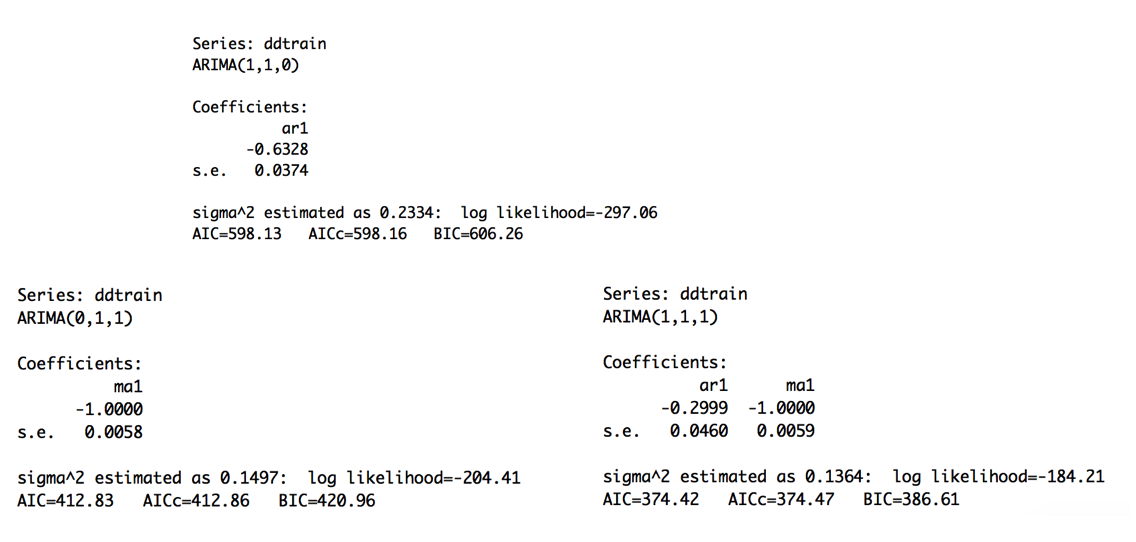 Series: ddtrain
ARIMA(1,1,0)
Coefficients:
ar1
-0.6328
s.e. 0.0374
sigma^2 estimated as 0.2334: log likelihood=-297.06
AIC=598.13 AICc=598.16 BIC=606.26
Series: ddtrain
ARIMA(0,1,1)
Coefficients:
ma1
-1.0000
s.e. 0.0058
sigma^2 estimated as 0.1497: log likelihood=-204.41
AIC=412.83 AICc=412.86 BIC=420.96
Series: ddtrain
ARIMA(1,1,1)
Coefficients:
ar1 ma1
-0.2999 -1.0000
s.e. 0.0460 0.0059
sigma^2 estimated as 0.1364: log likelihood=-184.21
AIC=374.42 AICc=374.47 BIC=386.61